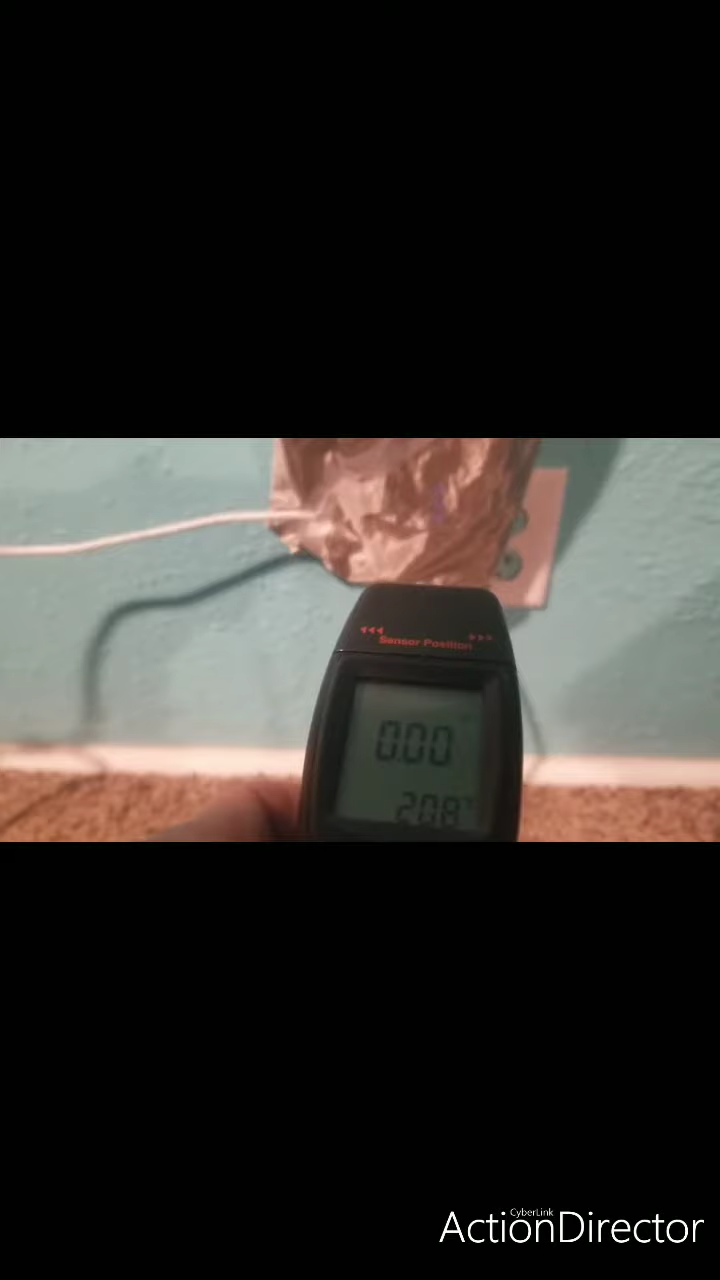 ◄◄◄ Sensor Position ►►►
0.00
20.8°
CyberLink
ActionDirector